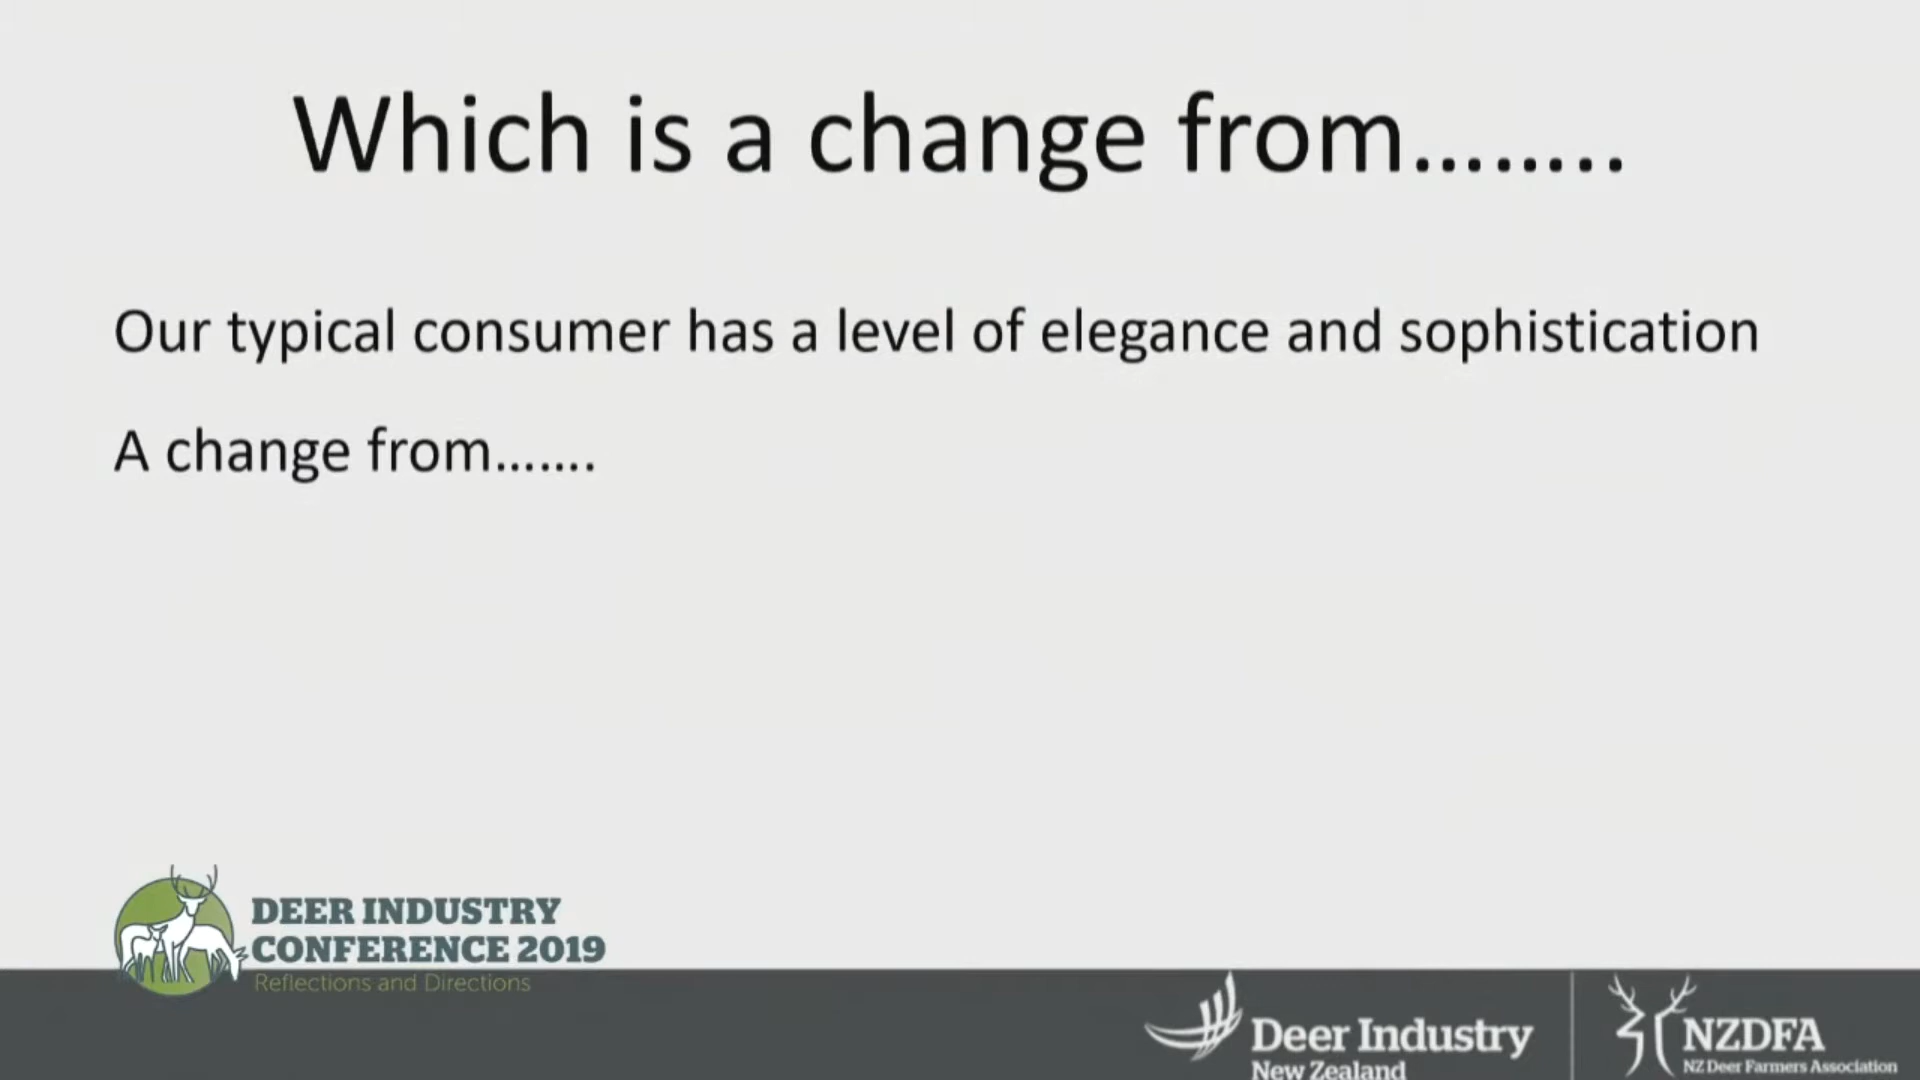 Which is a change from……..
Our typical consumer has a level of elegance and sophistication
A change from…….
DEER INDUSTRY
CONFERENCE 2019
Reflections and Directions
Deer Industry
New Zealand
NZDFA
NZ Deer Farmers Association